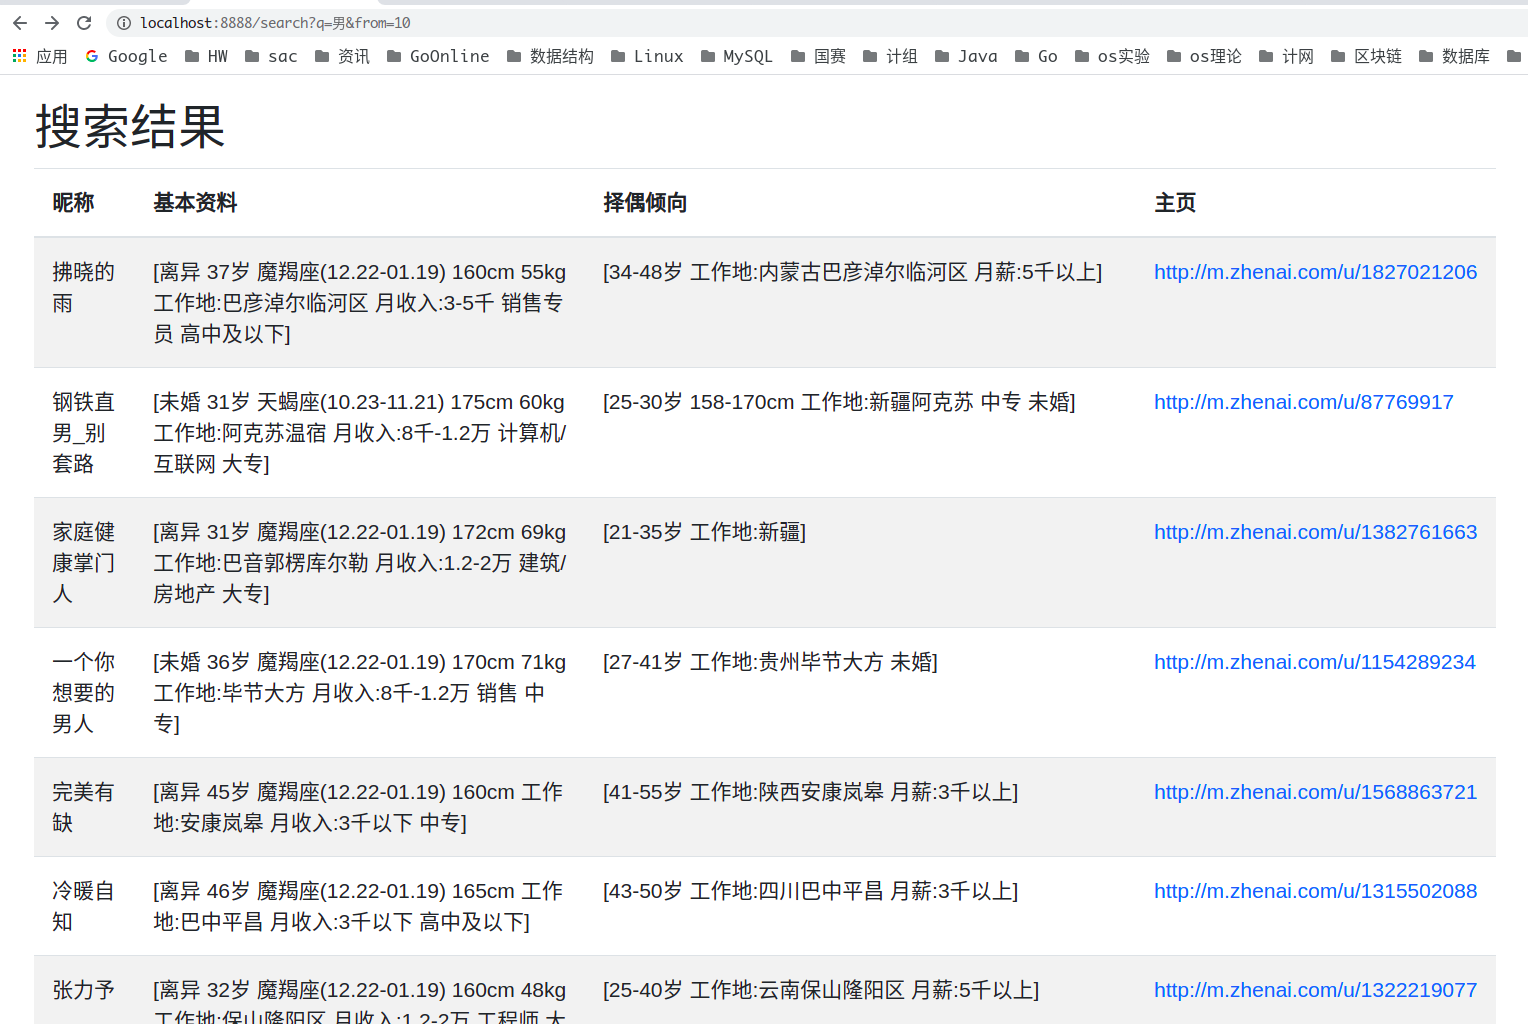 localhost:8888/search?q=男&from=10
应用 Google HW sac 资讯 GoOnline 数据结构 Linux MySQL 国赛 计组 Java Go os实验 os理论 计网 区块链 数据库
搜索结果
昵称 基本资料 择偶倾向 主页
拂晓的 [离异 37岁 魔羯座(12.22-01.19) 160cm 55kg [34-48岁 工作地:内蒙古巴彦淖尔临河区 月薪:5千以上] http://m.zhenai.com/u/1827021206
雨 工作地:巴彦淖尔临河区 月收入:3-5千 销售专
员 高中及以下]
钢铁直 [未婚 31岁 天蝎座(10.23-11.21) 175cm 60kg [25-30岁 158-170cm 工作地:新疆阿克苏 中专 未婚] http://m.zhenai.com/u/87769917
男_别 工作地:阿克苏温宿 月收入:8千-1.2万 计算机/
套路 互联网 大专]
家庭健 [离异 31岁 魔羯座(12.22-01.19) 172cm 69kg [21-35岁 工作地:新疆] http://m.zhenai.com/u/1382761663
康掌门 工作地:巴音郭楞库尔勒 月收入:1.2-2万 建筑/
人 房地产 大专]
一个你 [未婚 36岁 魔羯座(12.22-01.19) 170cm 71kg [27-41岁 工作地:贵州毕节大方 未婚] http://m.zhenai.com/u/1154289234
想要的 工作地:毕节大方 月收入:8千-1.2万 销售 中
男人 专]
完美有 [离异 45岁 魔羯座(12.22-01.19) 160cm 工作 [41-55岁 工作地:陕西安康岚皋 月薪:3千以上] http://m.zhenai.com/u/1568863721
缺 地:安康岚皋 月收入:3千以下 中专]
冷暖自 [离异 46岁 魔羯座(12.22-01.19) 165cm 工作 [43-50岁 工作地:四川巴中平昌 月薪:3千以上] http://m.zhenai.com/u/1315502088
知 地:巴中平昌 月收入:3千以下 高中及以下]
张力予 [离异 32岁 魔羯座(12.22-01.19) 160cm 48kg [25-40岁 工作地:云南保山隆阳区 月薪:5千以上] http://m.zhenai.com/u/1322219077
工作地:保山隆阳区 月收入:1.2-2万 工程师 大